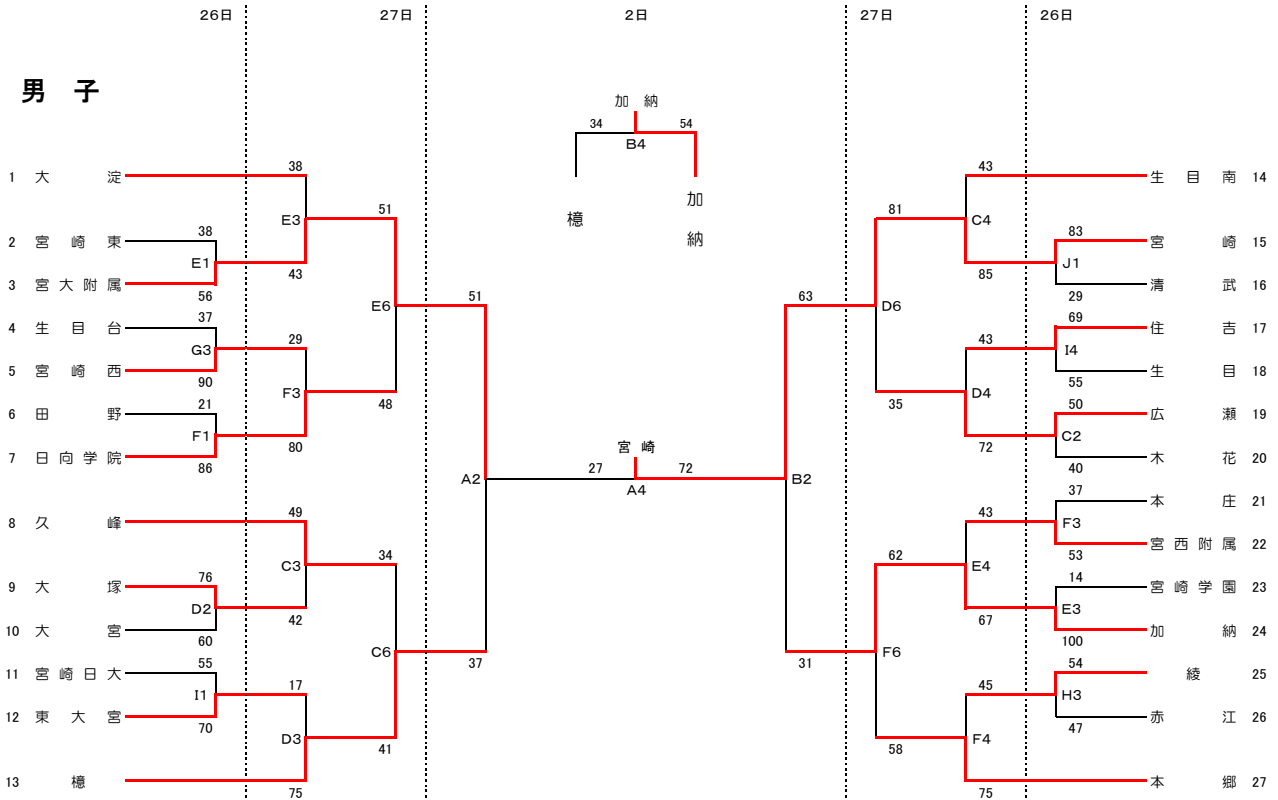 26日 27日 2日 27日 26日
男 子
加 納
34 54
B4
檍 加納
38 43
1 大 淀 生 目 南 14
51 81
E3 C4
2 宮 崎 東 38 83 宮 崎 15
E1 J1
3 宮 大 附 属 43 85 清 武 16
56 29
4 生 目 台 37 69 住 吉 17
E6 51 63 D6
G3 29 43 I4
5 宮 崎 西 生 目 18
90 55
F3 48 35 D4
6 田 野 21 50 広 瀬 19
F1 C2
7 日 向 学 院 80 72 木 花 20
86 40
宮 崎
A2 27 72 B2
A4
37 本 庄 21
8 久 峰 49 43 F3
宮 西 附 属 22
53
34 62
C3 E4
9 大 塚 76 14 宮 崎 学 園 23
D2 E3
10 大 宮 42 67 加 納 24
60 100
C6 37 31 F6
11 宮 崎 日 大 55 54 綾 25
I1 17 45 H3
12 東 大 宮 赤 江 26
70 47
D3 41 58 F4
13 檍 本 郷 27
75 75